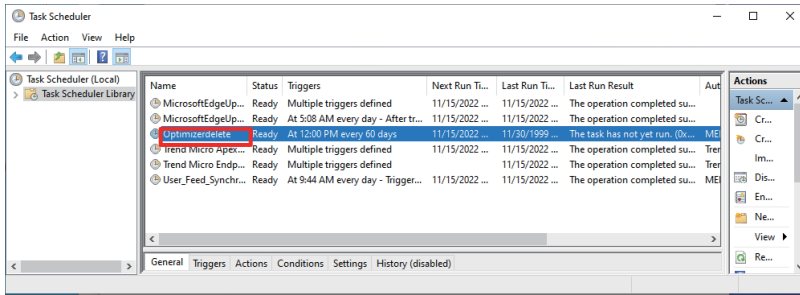 Task Scheduler
File Action View Help
Task Scheduler (Local)
Task Scheduler Library
Name Status Triggers Next Run Ti... Last Run Ti... Last Run Result Aut
MicrosoftEdgeUp... Ready Multiple triggers defined 11/15/2022 ... 11/15/2022 ... The operation completed su...
MicrosoftEdgeUp... Ready At 5:08 AM every day - After tr... 11/15/2022 ... 11/15/2022 ... The operation completed su...
Optimizerdelete Ready At 12:00 PM every 60 days 11/15/2022 ... 11/30/1999 ... The task has not yet run. (0x... MEI
Trend Micro Apex... Ready Multiple triggers defined 11/15/2022 ... 11/15/2022 ... The operation completed su... Trer
Trend Micro Endp... Ready Multiple triggers defined 11/15/2022 ... The operation completed su... Trer
User_Feed_Synchr... Ready At 9:44 AM every day - Trigger... 11/15/2022 ... 11/15/2022 ... The operation completed su... MEI
General Triggers Actions Conditions Settings History (disabled)
Actions
Task Sc...
Cr...
Cr...
Im...
Dis...
En...
Ne...
View
Re...